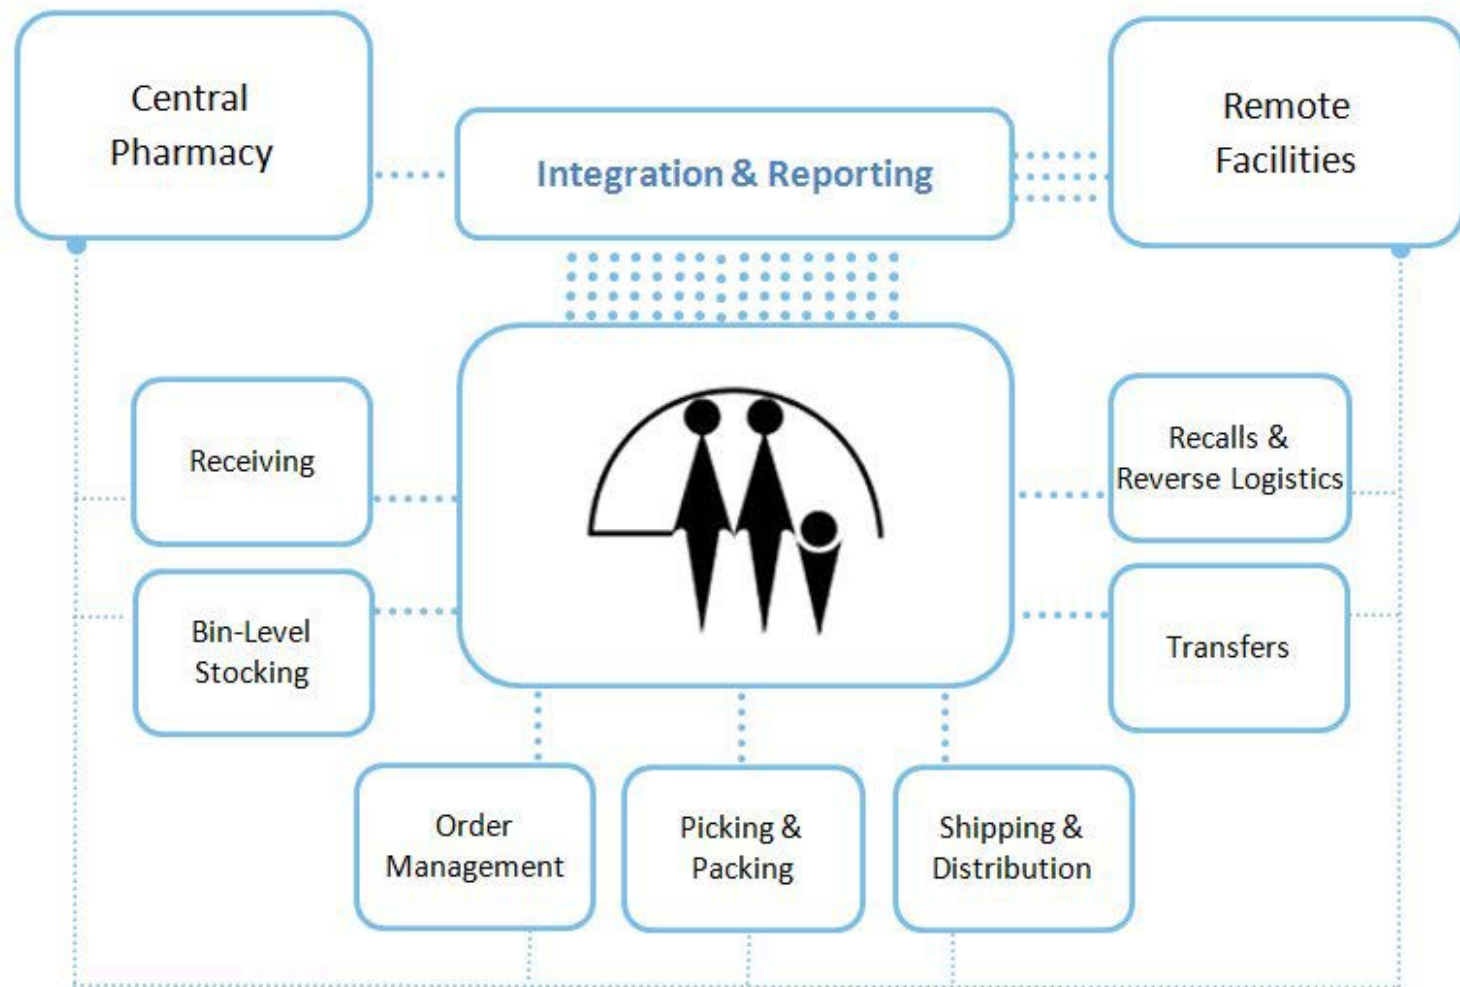 Central
Pharmacy
Integration & Reporting
Remote
Facilities
Receiving
Recalls &
Reverse Logistics
Bin-Level
Stocking
Transfers
Order
Management
Picking &
Packing
Shipping &
Distribution